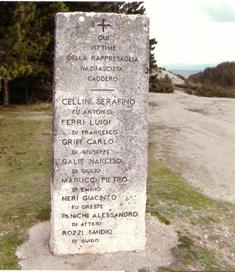 QUI
VITTIME
DELLA RAPPRESAGLIA
NAZIFASCISTA
CADDERO
CELLINI SERAFINO
FU ANTONIO
FERRI LUIGI
DI FRANCESCO
GRIFI CARLO
DI GIUSEPPE
GALIE NARCISO
DI GIULIO
MARUCCI PIETRO
DI EMIDIO
NERI GIACINTO
FU ORESTE
PANICHI ALESSANDRO
DI ATTILIO
ROZZI EMIDIO
DI GUIDO